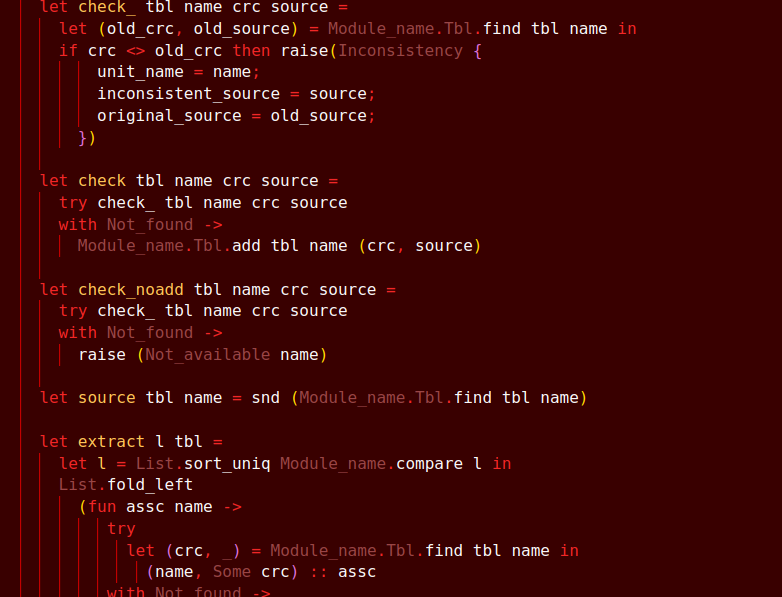 let check_ tbl name crc source =
let (old_crc, old_source) = Module_name.Tbl.find tbl name in
if crc <> old_crc then raise(Inconsistency {
unit_name = name;
inconsistent_source = source;
original_source = old_source;
})
let check tbl name crc source =
try check_ tbl name crc source
with Not_found ->
Module_name.Tbl.add tbl name (crc, source)
let check_noadd tbl name crc source =
try check_ tbl name crc source
with Not_found ->
raise (Not_available name)
let source tbl name = snd (Module_name.Tbl.find tbl name)
let extract l tbl =
let l = List.sort_uniq Module_name.compare l in
List.fold_left
(fun assc name ->
try
let (crc, _) = Module_name.Tbl.find tbl name in
(name, Some crc) :: assc
with Not_found ->